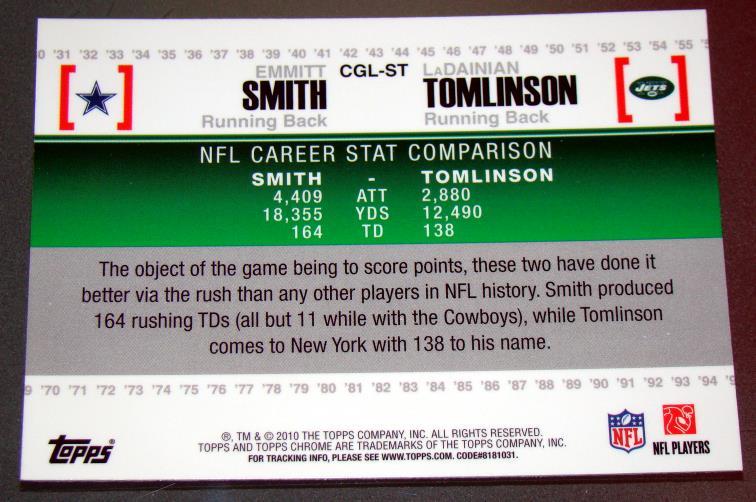 0 '31 '32 '33 '34 '35 '36 '37 '38 '39 '40 '41 '42 '43 '44 '45 '46 '47 '48 '49 '50 '51 '52 '53 '54 '55
EMMITT CGL-ST LADAINIAN
SMITH TOMLINSON
Running Back Running Back
JETS
NFL CAREER STAT COMPARISON
SMITH - TOMLINSON
4,409 ATT 2,880
18,355 YDS 12,490
164 TD 138
The object of the game being to score points, these two have done it
better via the rush than any other players in NFL history. Smith produced
164 rushing TDs (all but 11 while with the Cowboys), while Tomlinson
comes to New York with 138 to his name.
9 '70 '71 '72 '73 '74 '75 '76 '77 '78 '79 '80 '81 '82 '83 '84 '85 '86 '87 '88 '89 '90 '91 '92 '93 '94
Topps®
®, TM & © 2010 THE TOPPS COMPANY, INC. ALL RIGHTS RESERVED.
TOPPS AND TOPPS CHROME ARE TRADEMARKS OF THE TOPPS COMPANY, INC.
FOR TRACKING INFO, PLEASE SEE WWW.TOPPS.COM. CODE#8181031.
NFL
NFL PLAYERS